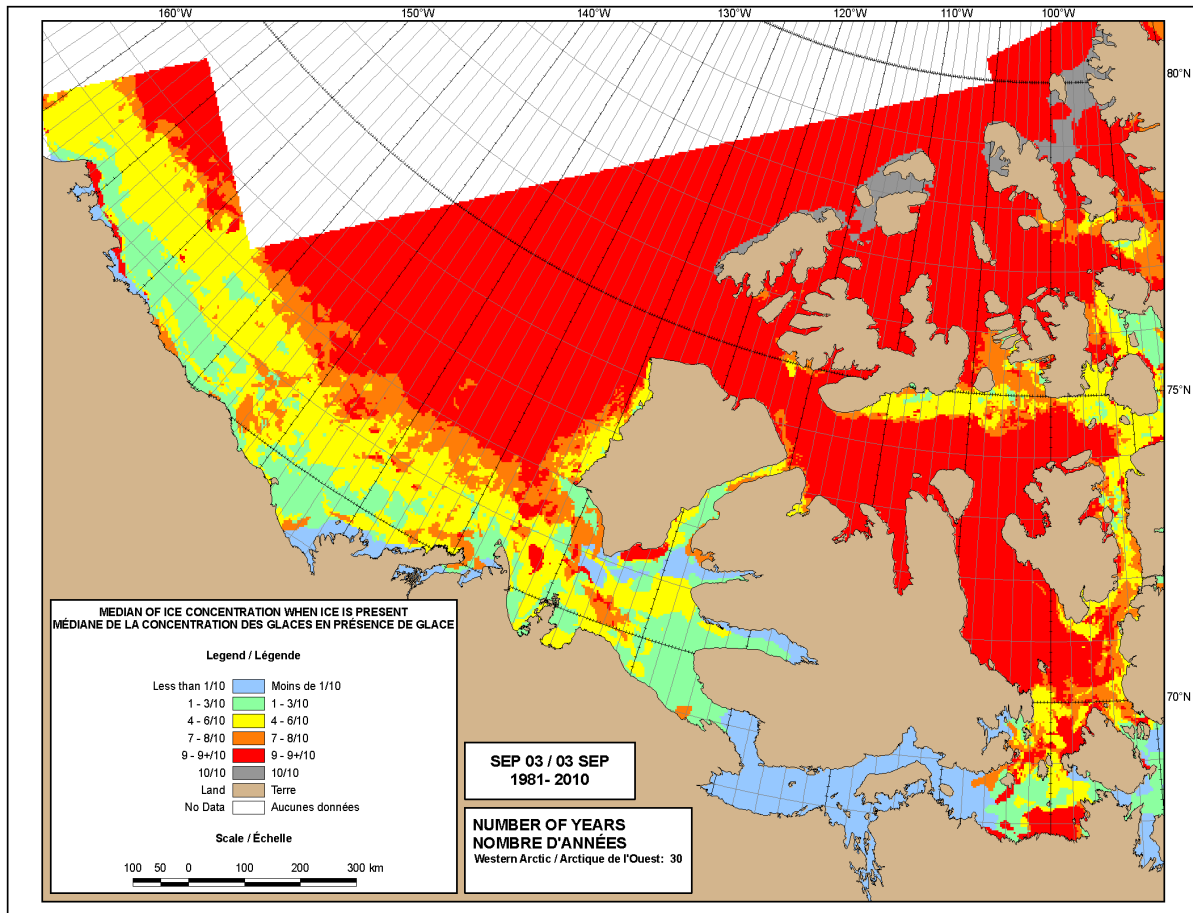 160°W 150°W 140°W 130°W 120°W 110°W 100°W
80°N
75°N
70°N
MEDIAN OF ICE CONCENTRATION WHEN ICE IS PRESENT
MÉDIANE DE LA CONCENTRATION DES GLACES EN PRÉSENCE DE GLACE
Legend / Légende
Less than 1/10 Moins de 1/10
1 - 3/10 1 - 3/10
4 - 6/10 4 - 6/10
7 - 8/10 7 - 8/10
9 - 9+/10 9 - 9+/10
10/10 10/10
Land Terre
No Data Aucunes données
Scale / Échelle
100 50 0 100 200 300 km
SEP 03 / 03 SEP
1981- 2010
NUMBER OF YEARS
NOMBRE D'ANNÉES
Western Arctic / Arctique de l'Ouest: 30